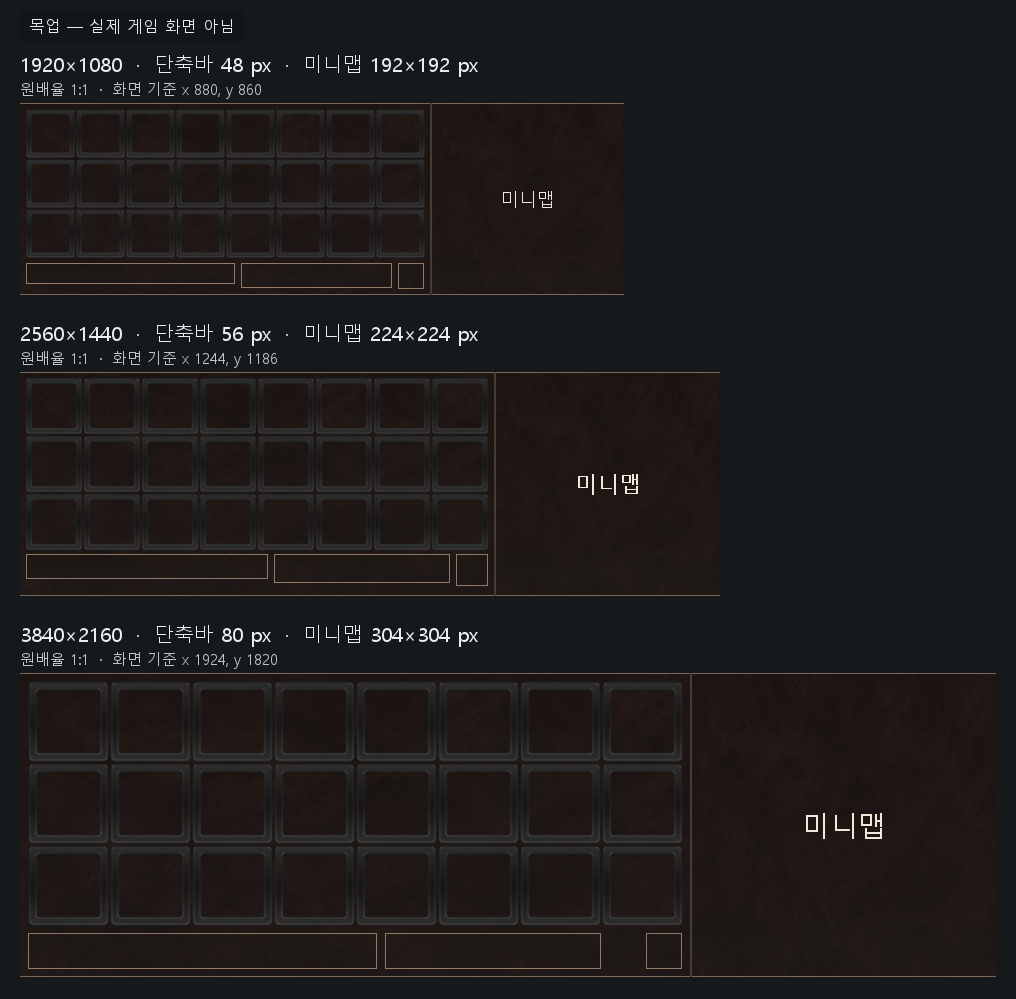 목업 — 실제 게임 화면 아님
1920×1080 · 단축바 48 px · 미니맵 192×192 px
원배율 1:1 · 화면 기준 x 880, y 860
미니맵
2560×1440 · 단축바 56 px · 미니맵 224×224 px
원배율 1:1 · 화면 기준 x 1244, y 1186
미니맵
3840×2160 · 단축바 80 px · 미니맵 304×304 px
원배율 1:1 · 화면 기준 x 1924, y 1820
미니맵